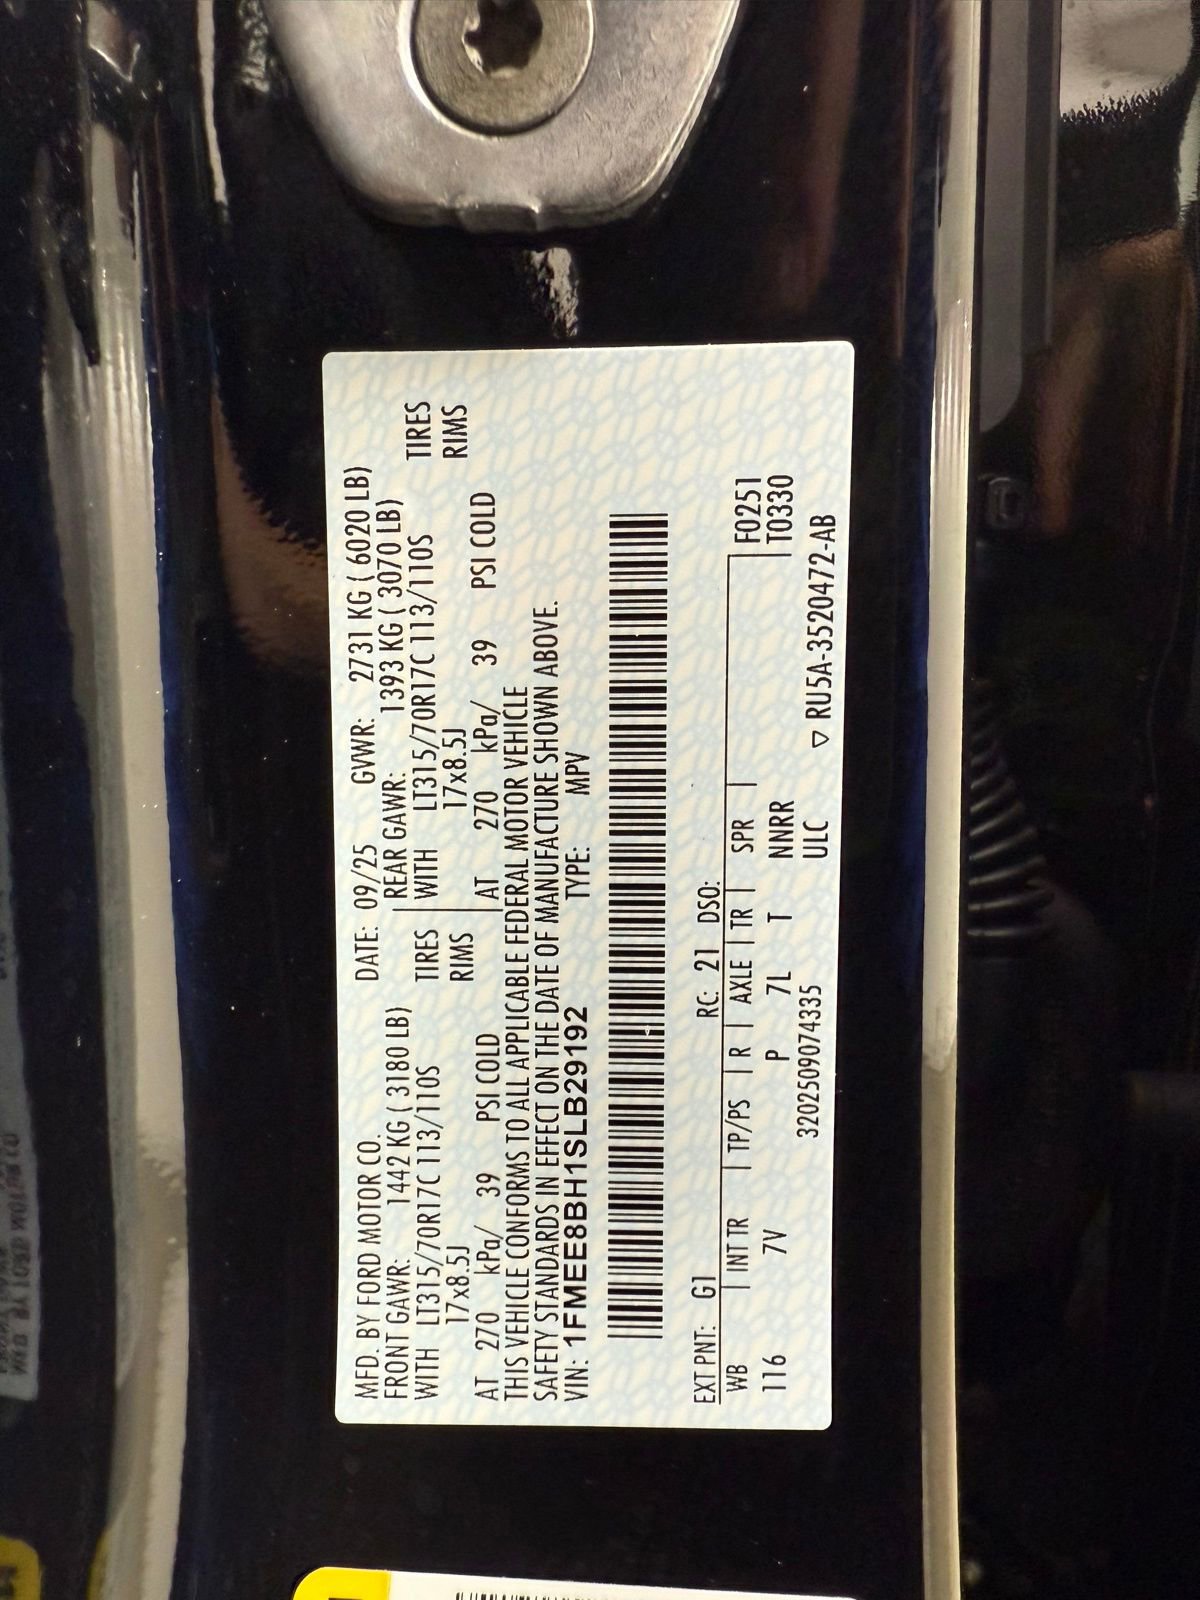 MFD. BY FORD MOTOR CO. DATE: 09/25 GVWR: 2731 KG ( 6020 LB)
FRONT GAWR: 1442 KG ( 3180 LB) REAR GAWR: 1393 KG ( 3070 LB)
WITH LT315/70R17C 113/110S TIRES WITH LT315/70R17C 113/110S TIRES
17x8.5J RIMS 17x8.5J RIMS
AT 270 kPa/ 39 PSI COLD AT 270 kPa/ 39 PSI COLD
THIS VEHICLE CONFORMS TO ALL APPLICABLE FEDERAL MOTOR VEHICLE
SAFETY STANDARDS IN EFFECT ON THE DATE OF MANUFACTURE SHOWN ABOVE.
VIN: 1FMEE8BH1SLB29192 TYPE: MPV
EXT PNT: G1 RC: 21 DSO:
WB INT TR TP/PS R AXLE TR SPR F0251
116 7V P 7L T NNRR T0330
3202509074335 ULC ▽ RU5A-3520472-AB